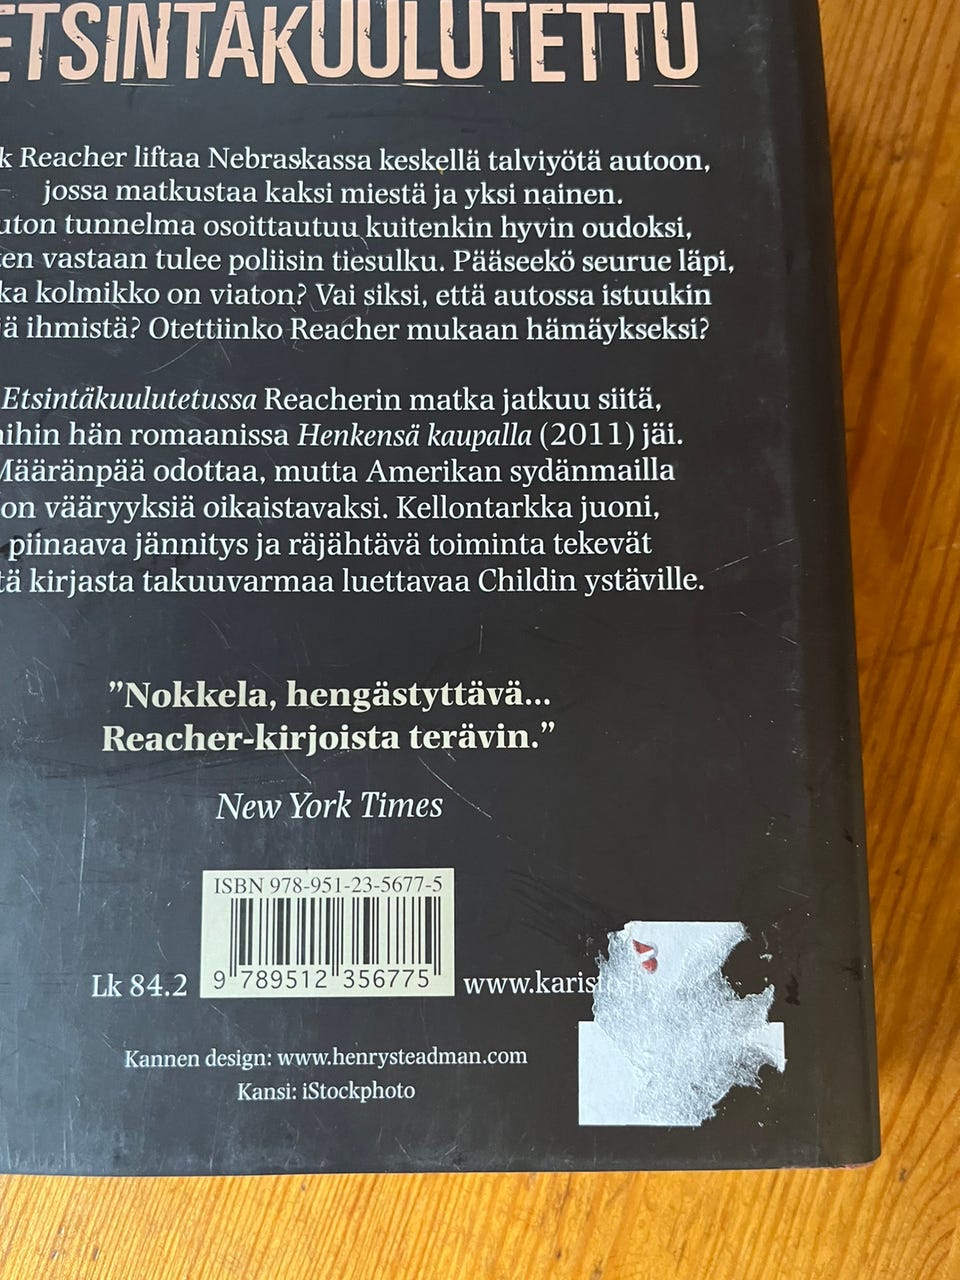 ETSINTÄKUULUTETTU
Reacher liftaa Nebraskassa keskellä talviyötä autoon,
jossa matkustaa kaksi miestä ja yksi nainen.
tunnelma osoittautuu kuitenkin hyvin oudoksi,
vastaan tulee poliisin tiesulku. Pääseekö seurue läpi,
kolmikko on viaton? Vai siksi, että autossa istuukin
ihmistä? Otettiinko Reacher mukaan hämäykseksi?
Etsintäkuulutetussa Reacherin matka jatkuu siitä,
hän romaanissa Henkensä kaupalla (2011) jäi.
Määränpää odottaa, mutta Amerikan sydänmailla
on vääryyksiä oikaistavaksi. Kellontarkka juoni,
piinaava jännitys ja räjähtävä toiminta tekevät
kirjasta takuuvarmaa luettavaa Childin ystäville.
”Nokkela, hengästyttävä...
Reacher-kirjoista terävin.”
New York Times
ISBN 978-951-23-5677-5
9 789512 356775
Lk 84.2
www.karisto
Kannen design: www.henrysteadman.com
Kansi: iStockphoto